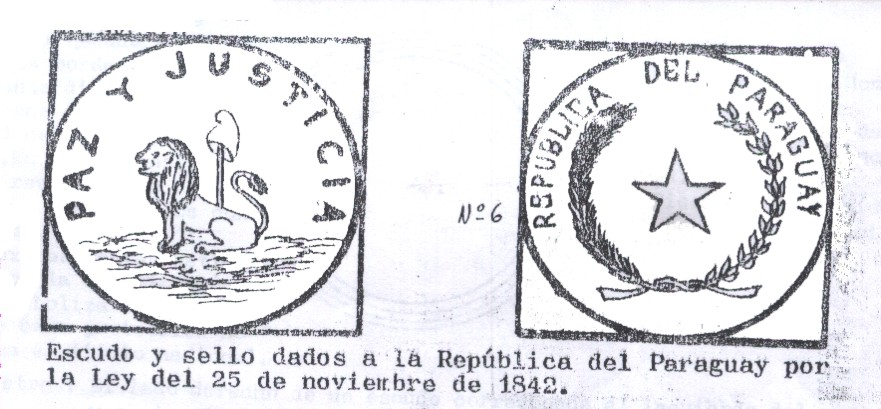 PAZ Y JUSTICIA
REPUBLICA DEL PARAGUAY
Nº6
Escudo y sello dados a la República del Paraguay por
la Ley del 25 de noviembre de 1842.